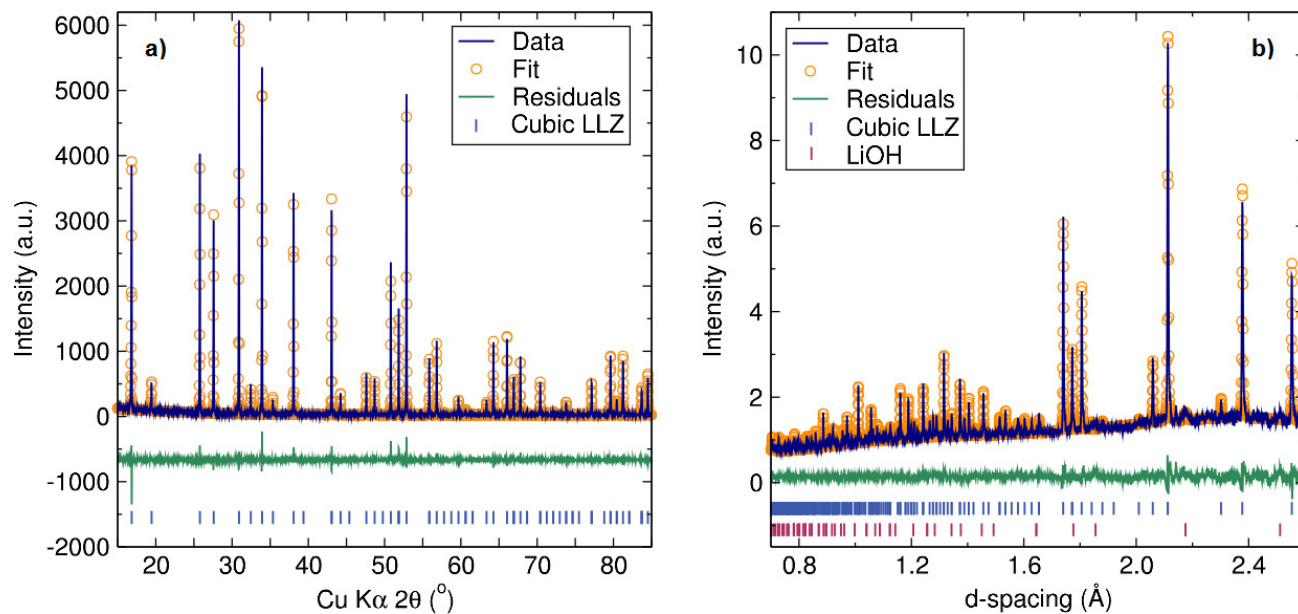 a)
Data
Fit
Residuals
Cubic LLZ
6000
5000
4000
3000
2000
1000
0
-1000
-2000
Intensity (a.u.)
20 30 40 50 60 70 80
Cu Kα 2θ (°)
b)
Data
Fit
Residuals
Cubic LLZ
LiOH
10
8
6
4
2
0
Intensity (a.u.)
0.8 1.2 1.6 2.0 2.4
d-spacing (Å)